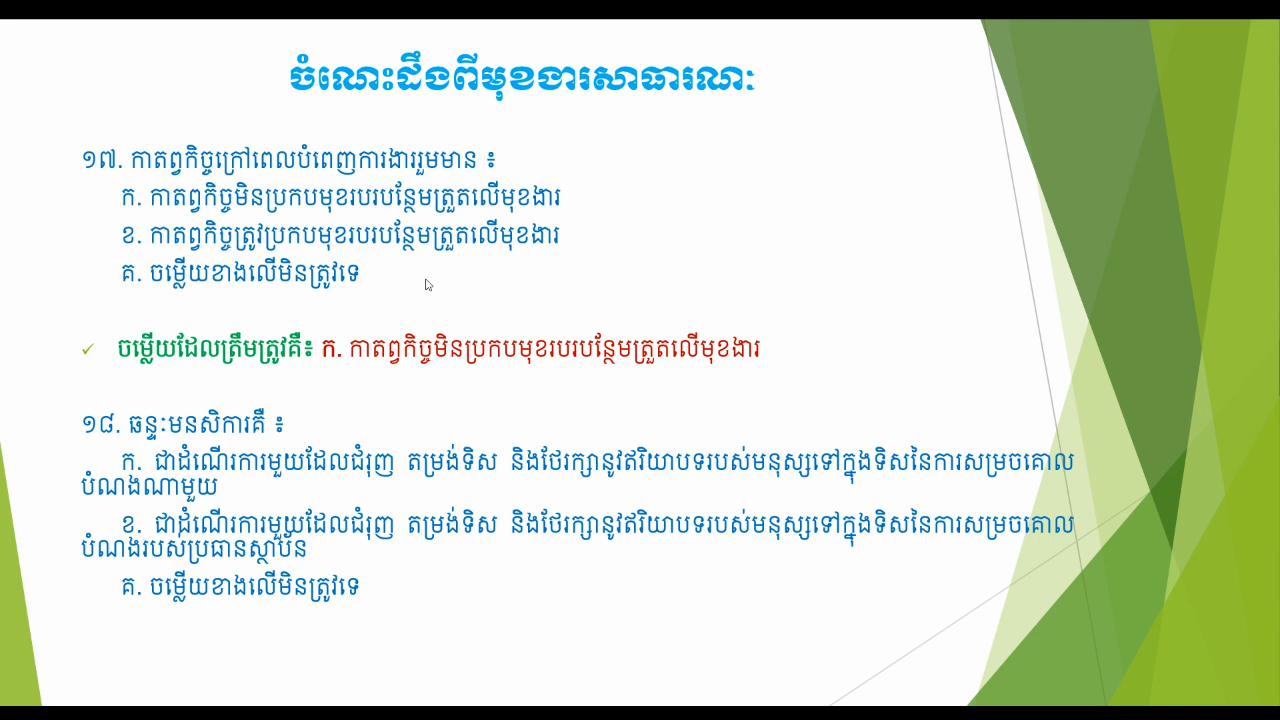 ចំណេះដឹងពីមុខងារសាធារណៈ
១៧. កាតព្វកិច្ចក្រៅពេលបំពេញការងាររួមមាន ៖
ក. កាតព្វកិច្ចមិនប្រកបមុខរបរបន្ថែមត្រួតលើមុខងារ
ខ. កាតព្វកិច្ចត្រូវប្រកបមុខរបរបន្ថែមត្រួតលើមុខងារ
គ. ចម្លើយខាងលើមិនត្រូវទេ
✓ ចម្លើយដែលត្រឹមត្រូវគឺ៖ ក. កាតព្វកិច្ចមិនប្រកបមុខរបរបន្ថែមត្រួតលើមុខងារ
១៨. ឆន្ទៈមនសិការគឺ ៖
ក. ជាដំណើរការមួយដែលជំរុញ តម្រង់ទិស និងថែរក្សានូវឥរិយាបទរបស់មនុស្សទៅក្នុងទិសនៃការសម្រចគោល
បំណងណាមួយ
ខ. ជាដំណើរការមួយដែលជំរុញ តម្រង់ទិស និងថែរក្សានូវឥរិយាបទរបស់មនុស្សទៅក្នុងទិសនៃការសម្រចគោល
បំណងរបស់ប្រធានស្ថាប័ន
គ. ចម្លើយខាងលើមិនត្រូវទេ